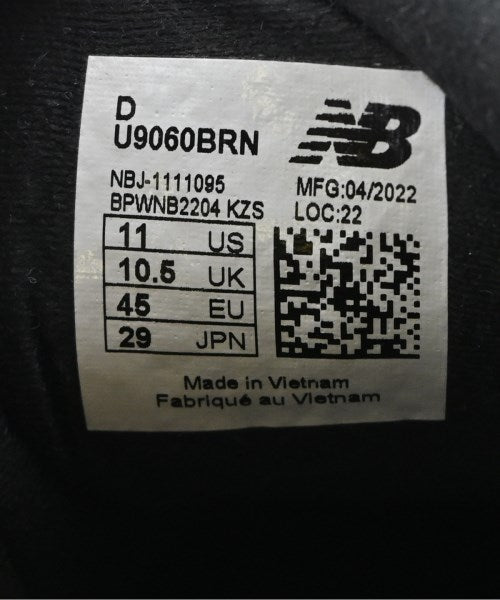 D
U9060BRN
NB
NBJ-1111095
BPWNB2204 KZS
MFG:04/2022
LOC:22
11 US
10.5 UK
45 EU
29 JPN
Made in Vietnam
Fabriqué au Vietnam